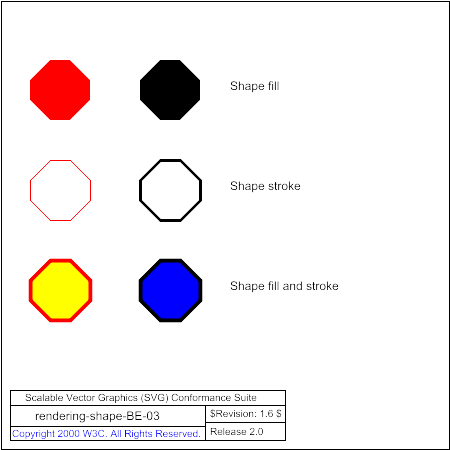 Shape fill
Shape stroke
Shape fill and stroke
Scalable Vector Graphics (SVG) Conformance Suite
rendering-shape-BE-03
$Revision: 1.6 $
Copyright 2000 W3C. All Rights Reserved.
Release 2.0